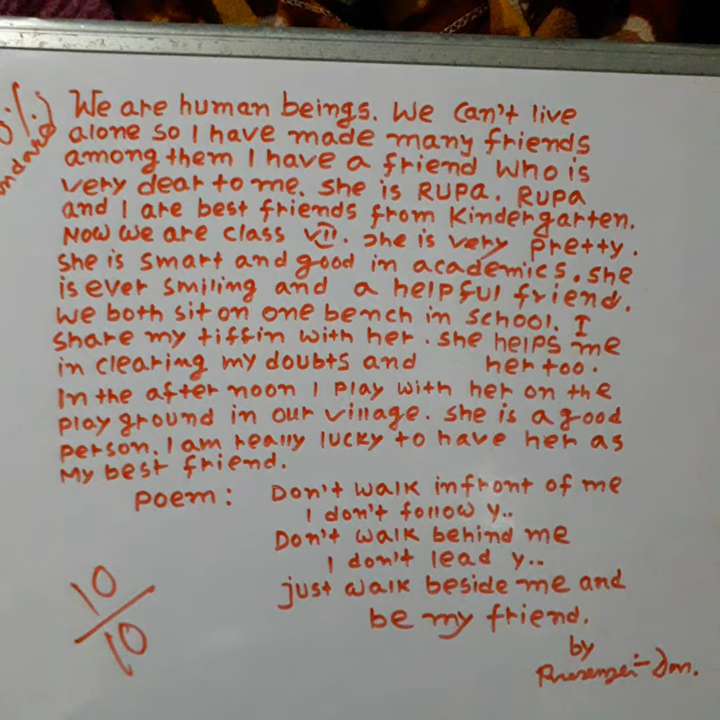 We are human beings. We can't live
alone so I have made many friends
among them I have a friend who is
very dear to me. She is RUPA. RUPA
and I are best friends from Kindergarten.
Now we are class VII. She is very pretty.
She is smart and good in academics. She
is ever smiling and a helpful friend.
We both sit on one bench in school. I
share my tiffin with her. She helps me
in clearing my doubts and her too.
In the after noon I play with her on the
play ground in our village. She is a good
person. I am really lucky to have her as
My best friend.
Poem: Don't walk infront of me
I don't follow y..
Don't walk behind me
I don't lead y..
just walk beside me and
be my friend.
by
10
10